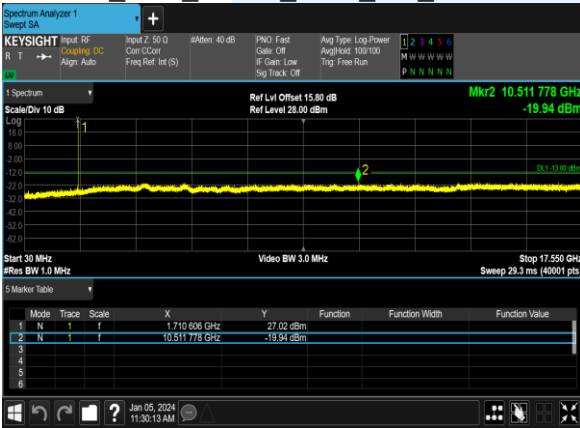 Spectrum Analyzer 1
Swept SA
+
KEYSIGHT Input: RF Input Z: 50 Ω #Atten: 40 dB PNO: Fast Avg Type: Log-Power 1 2 3 4 5 6
R T Coupling: DC Corr CCorr Gate: Off Avg|Hold: 100/100 M W W W W W
Align: Auto Freq Ref: Int (S) IF Gain: Low Trig: Free Run
LXI Sig Track: Off P N N N N N
1 Spectrum Ref Lvl Offset 15.80 dB Mkr2 10.511 778 GHz
Scale/Div 10 dB Ref Level 28.00 dBm -19.94 dBm
Log
18.0
1
8.00
-2.00
-12.0
2
DL1 -13.00 dBm
-22.0
-32.0
-42.0
-52.0
-62.0
Start 30 MHz Video BW 3.0 MHz Stop 17.550 GHz
#Res BW 1.0 MHz Sweep 29.3 ms (40001 pts
5 Marker Table
Mode Trace Scale X Y Function Function Width Function Value
1 N 1 f 1.710 606 GHz 27.02 dBm
2 N 1 f 10.511 778 GHz -19.94 dBm
3
4
5
6
? Jan 05, 2024
11:30:13 AM